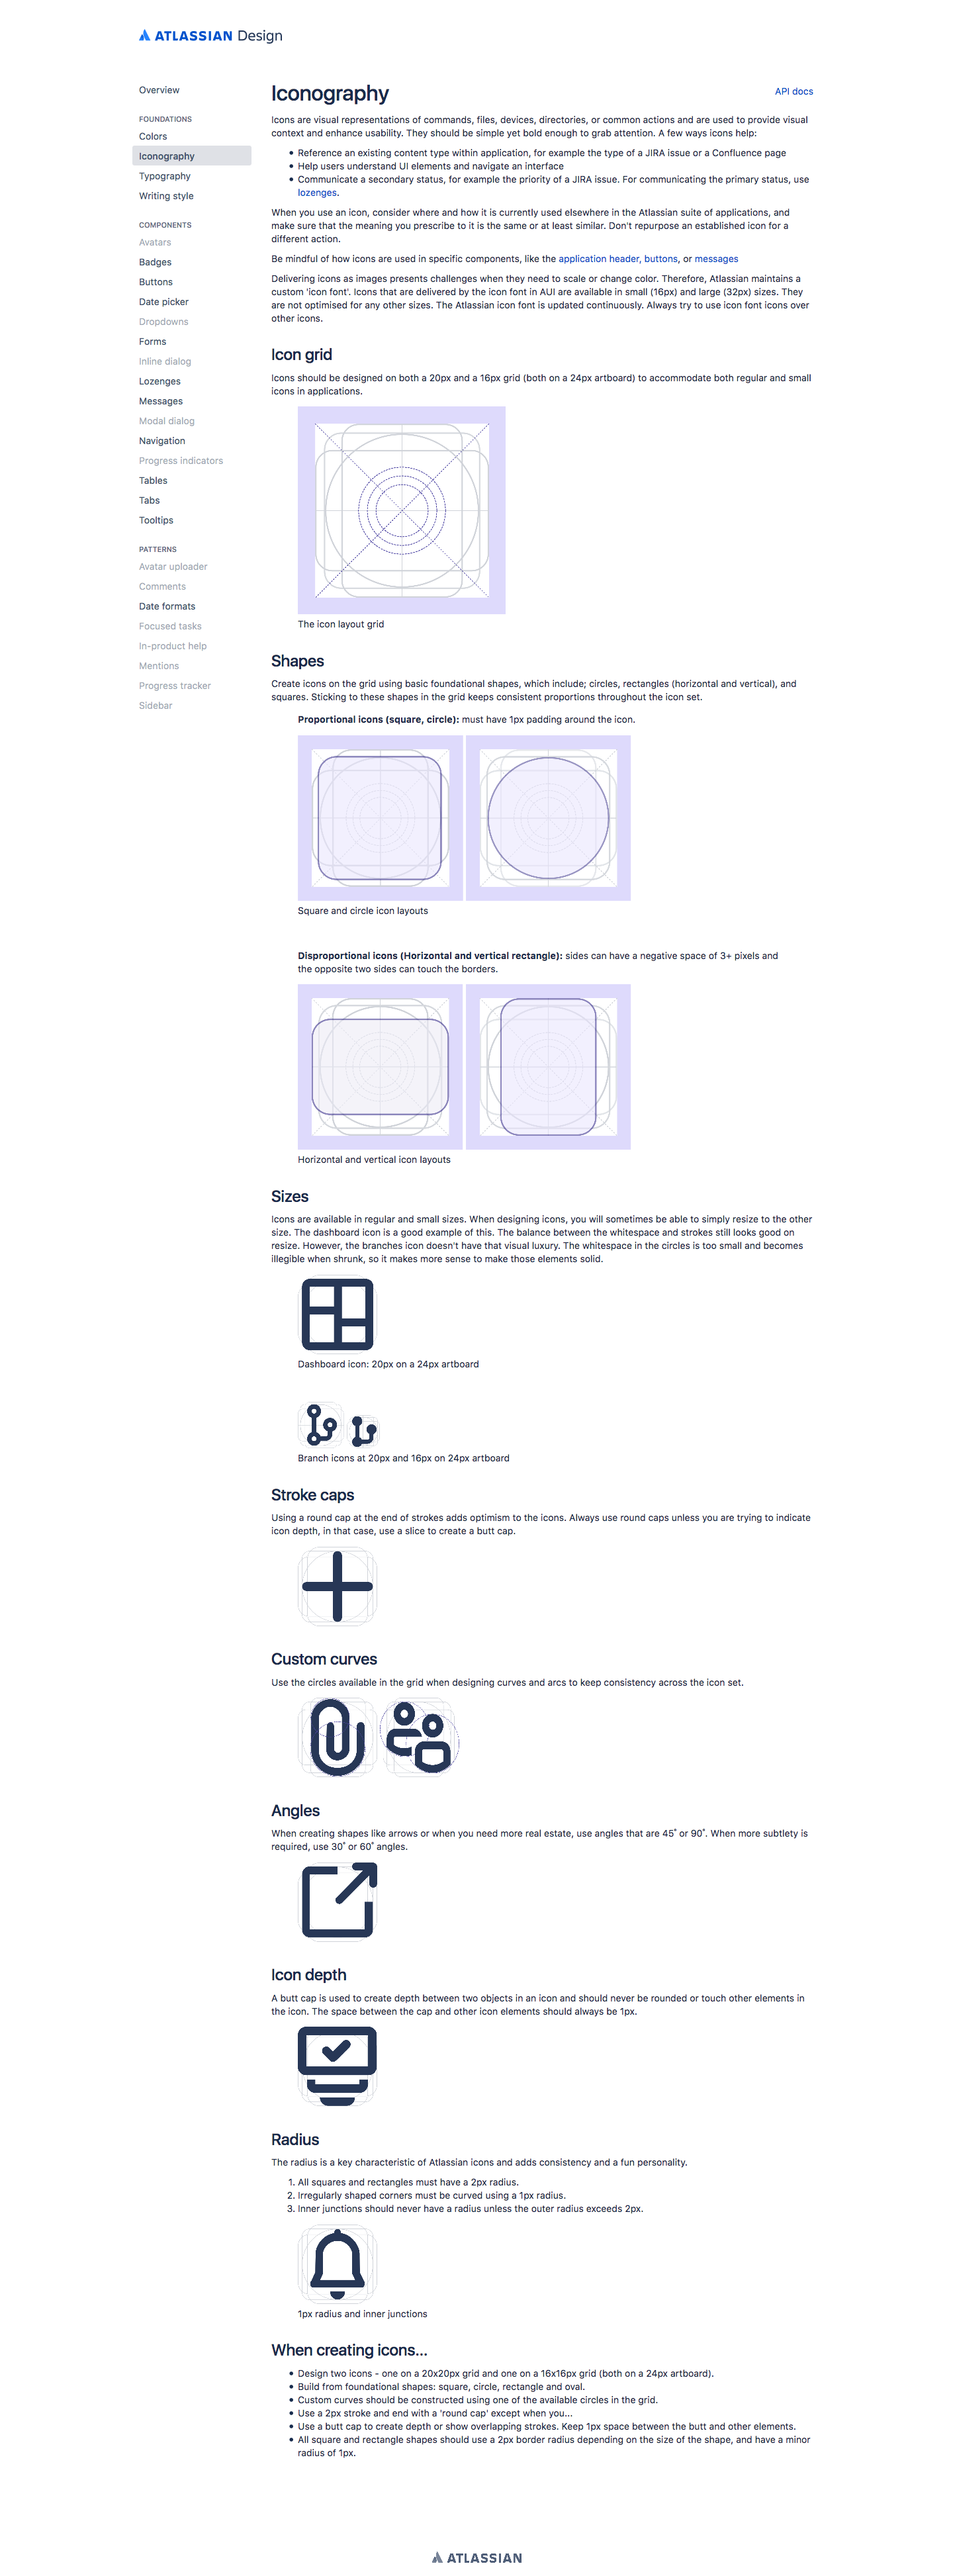 ATLASSIAN Design
Overview
FOUNDATIONS
Colors
Iconography
Typography
Writing style
COMPONENTS
Avatars
Badges
Buttons
Date picker
Dropdowns
Forms
Inline dialog
Lozenges
Messages
Modal dialog
Navigation
Progress indicators
Tables
Tabs
Tooltips
PATTERNS
Avatar uploader
Comments
Date formats
Focused tasks
In-product help
Mentions
Progress tracker
Sidebar
Iconography
API docs
Icons are visual representations of commands, files, devices, directories, or common actions and are used to provide visual
context and enhance usability. They should be simple yet bold enough to grab attention. A few ways icons help:
• Reference an existing content type within application, for example the type of a JIRA issue or a Confluence page
• Help users understand UI elements and navigate an interface
• Communicate a secondary status, for example the priority of a JIRA issue. For communicating the primary status, use
lozenges.
When you use an icon, consider where and how it is currently used elsewhere in the Atlassian suite of applications, and
make sure that the meaning you prescribe to it is the same or at least similar. Don't repurpose an established icon for a
different action.
Be mindful of how icons are used in specific components, like the application header, buttons, or messages
Delivering icons as images presents challenges when they need to scale or change color. Therefore, Atlassian maintains a
custom 'icon font'. Icons that are delivered by the icon font in AUI are available in small (16px) and large (32px) sizes. They
are not optimised for any other sizes. The Atlassian icon font is updated continuously. Always try to use icon font icons over
other icons.
Icon grid
Icons should be designed on both a 20px and a 16px grid (both on a 24px artboard) to accommodate both regular and small
icons in applications.
The icon layout grid
Shapes
Create icons on the grid using basic foundational shapes, which include; circles, rectangles (horizontal and vertical), and
squares. Sticking to these shapes in the grid keeps consistent proportions throughout the icon set.
Proportional icons (square, circle): must have 1px padding around the icon.
Square and circle icon layouts
Disproportional icons (Horizontal and vertical rectangle): sides can have a negative space of 3+ pixels and
the opposite two sides can touch the borders.
Horizontal and vertical icon layouts
Sizes
Icons are available in regular and small sizes. When designing icons, you will sometimes be able to simply resize to the other
size. The dashboard icon is a good example of this. The balance between the whitespace and strokes still looks good on
resize. However, the branches icon doesn't have that visual luxury. The whitespace in the circles is too small and becomes
illegible when shrunk, so it makes more sense to make those elements solid.
Dashboard icon: 20px on a 24px artboard
Branch icons at 20px and 16px on 24px artboard
Stroke caps
Using a round cap at the end of strokes adds optimism to the icons. Always use round caps unless you are trying to indicate
icon depth, in that case, use a slice to create a butt cap.
Custom curves
Use the circles available in the grid when designing curves and arcs to keep consistency across the icon set.
Angles
When creating shapes like arrows or when you need more real estate, use angles that are 45˚ or 90˚. When more subtlety is
required, use 30˚ or 60˚ angles.
Icon depth
A butt cap is used to create depth between two objects in an icon and should never be rounded or touch other elements in
the icon. The space between the cap and other icon elements should always be 1px.
Radius
The radius is a key characteristic of Atlassian icons and adds consistency and a fun personality.
1. All squares and rectangles must have a 2px radius.
2. Irregularly shaped corners must be curved using a 1px radius.
3. Inner junctions should never have a radius unless the outer radius exceeds 2px.
1px radius and inner junctions
When creating icons...
• Design two icons - one on a 20x20px grid and one on a 16x16px grid (both on a 24px artboard).
• Build from foundational shapes: square, circle, rectangle and oval.
• Custom curves should be constructed using one of the available circles in the grid.
• Use a 2px stroke and end with a 'round cap' except when you...
• Use a butt cap to create depth or show overlapping strokes. Keep 1px space between the butt and other elements.
• All square and rectangle shapes should use a 2px border radius depending on the size of the shape, and have a minor
radius of 1px.
ATLASSIAN